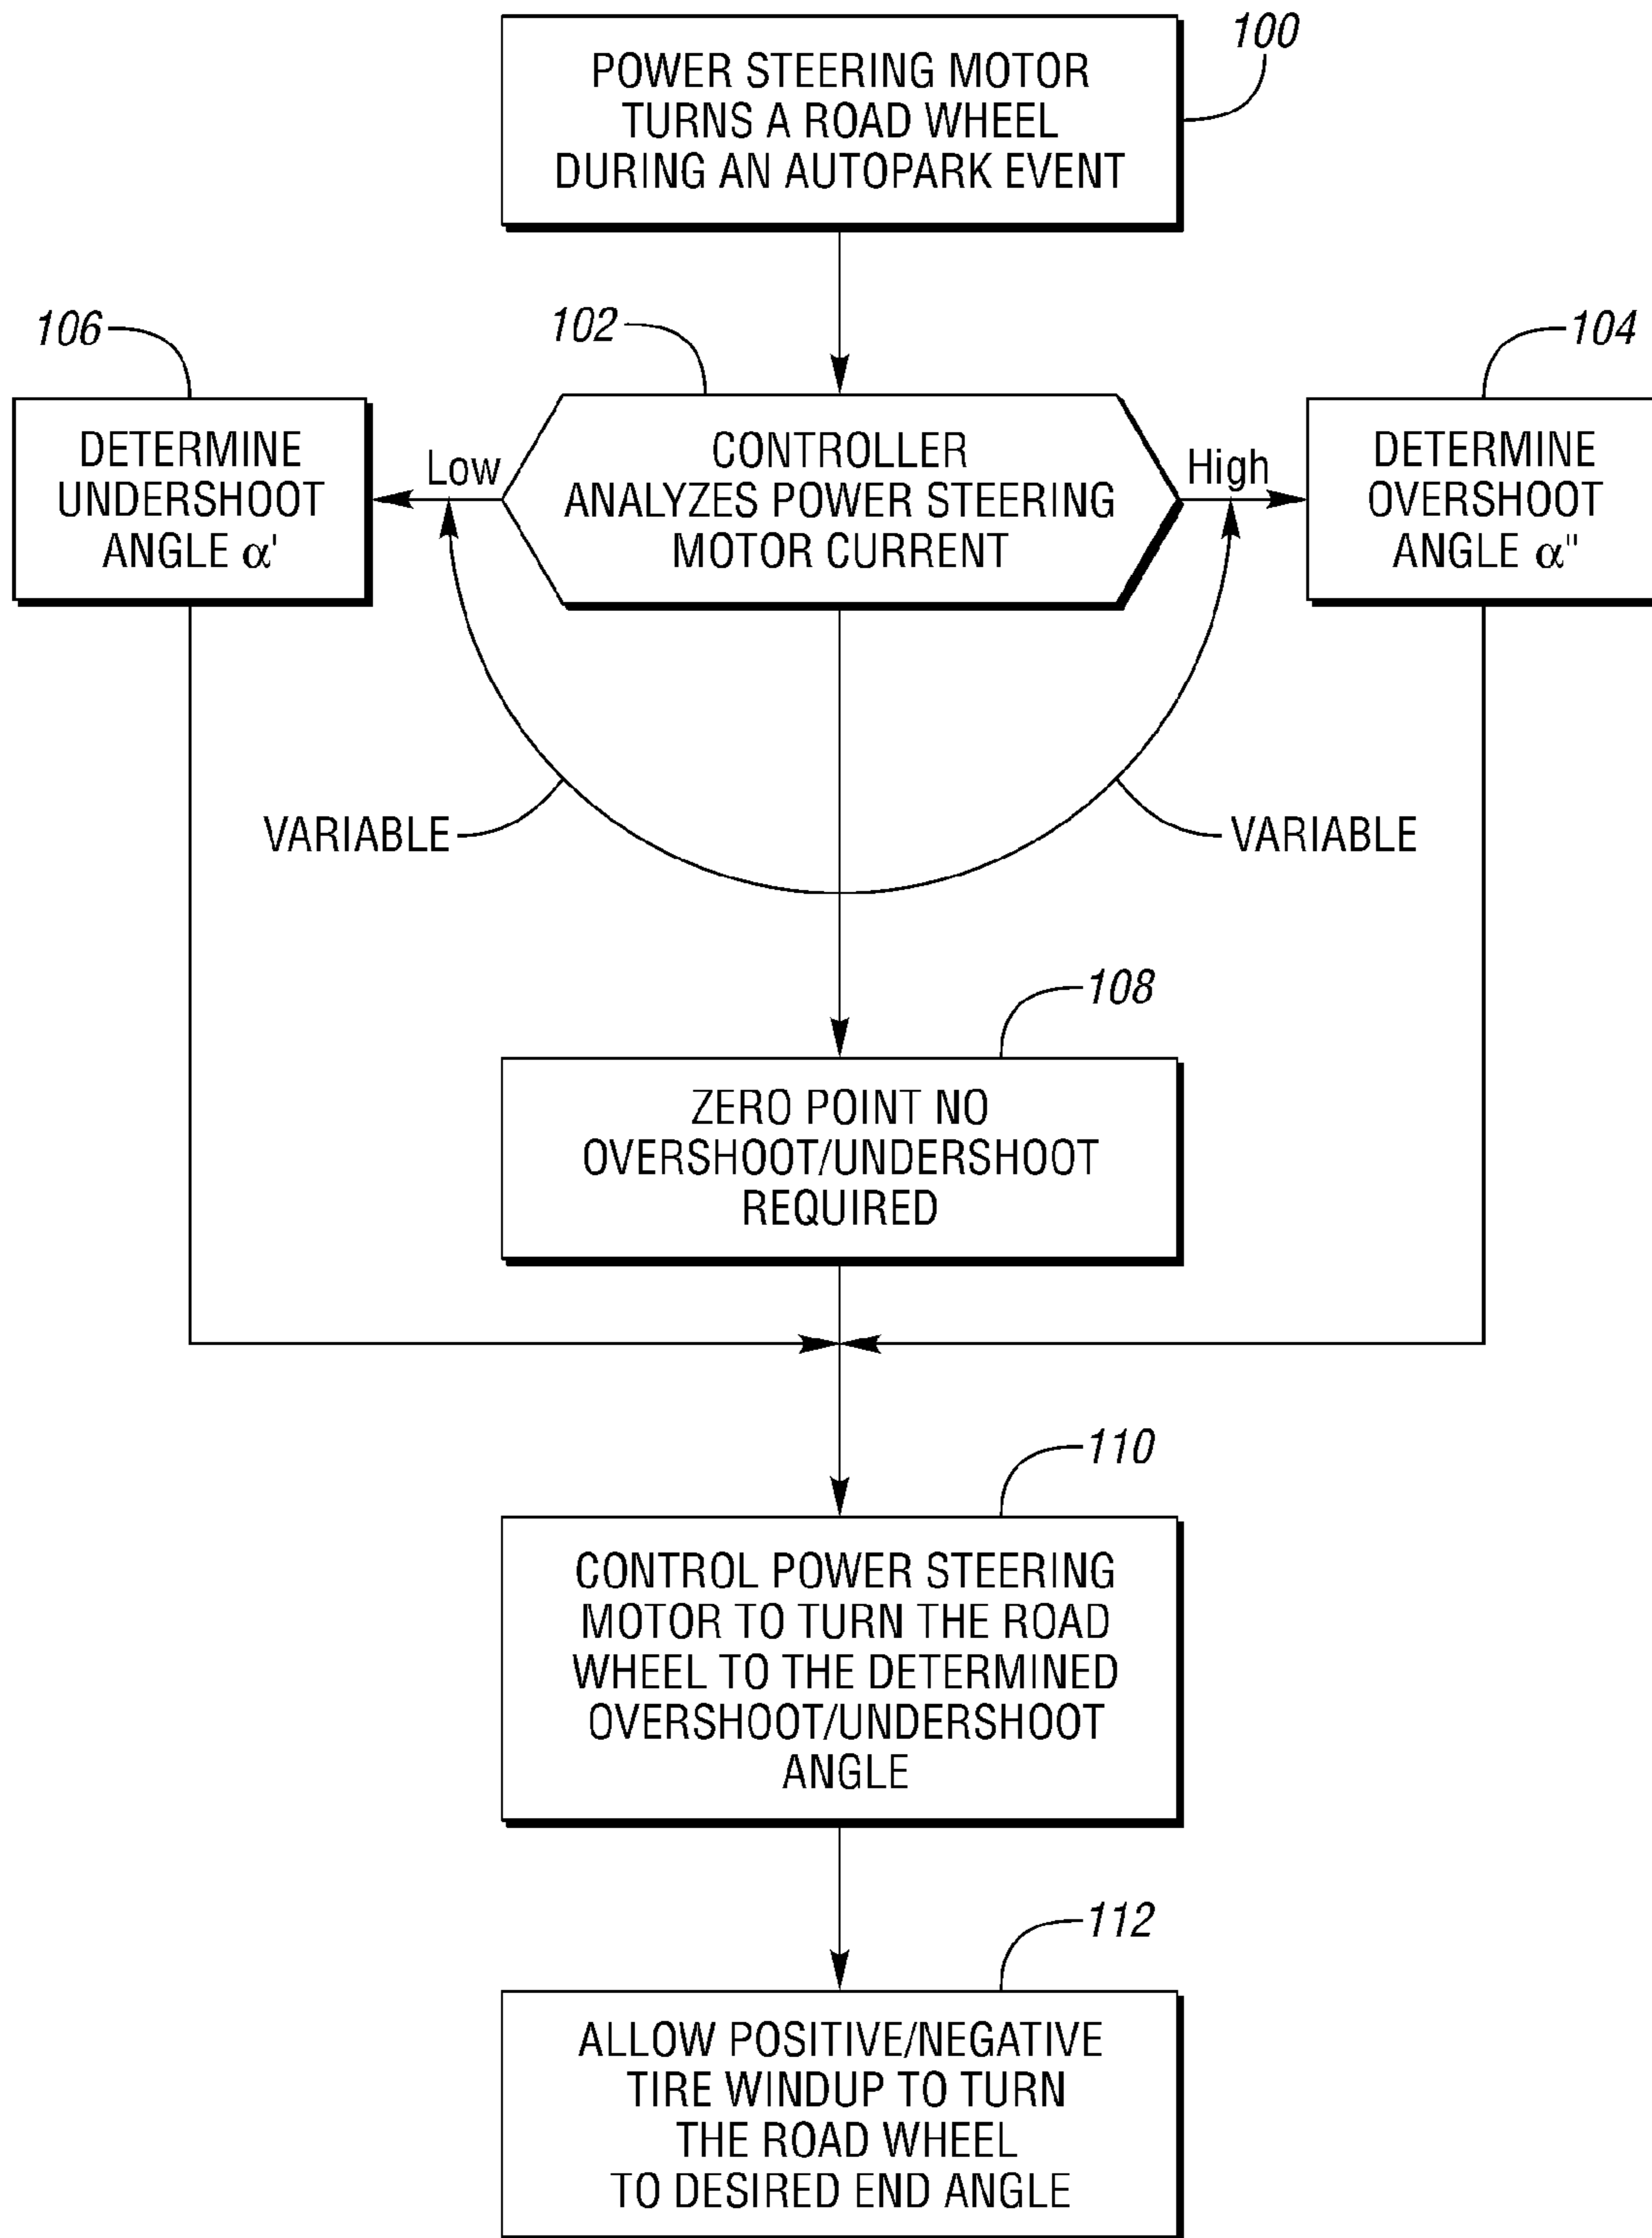 100
POWER STEERING MOTOR
TURNS A ROAD WHEEL
DURING AN AUTOPARK EVENT
106
102
104
DETERMINE
UNDERSHOOT
ANGLE α'
Low
CONTROLLER
ANALYZES POWER STEERING
MOTOR CURRENT
High
DETERMINE
OVERSHOOT
ANGLE α"
VARIABLE
VARIABLE
108
ZERO POINT NO
OVERSHOOT/UNDERSHOOT
REQUIRED
110
CONTROL POWER STEERING
MOTOR TO TURN THE ROAD
WHEEL TO THE DETERMINED
OVERSHOOT/UNDERSHOOT
ANGLE
112
ALLOW POSITIVE/NEGATIVE
TIRE WINDUP TO TURN
THE ROAD WHEEL
TO DESIRED END ANGLE